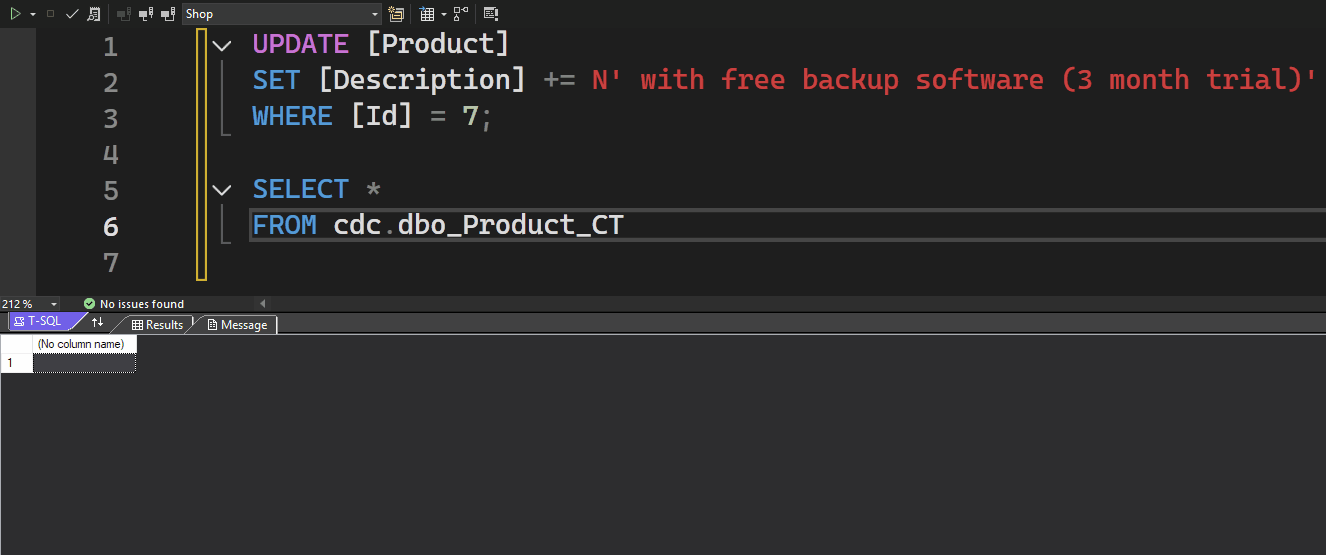 Shop
1 UPDATE [Product]
2 SET [Description] += N' with free backup software (3 month trial)'
3 WHERE [Id] = 7;
4
5 SELECT *
6 FROM cdc.dbo_Product_CT
7
212 % No issues found
T-SQL Results Message
(No column name)
1